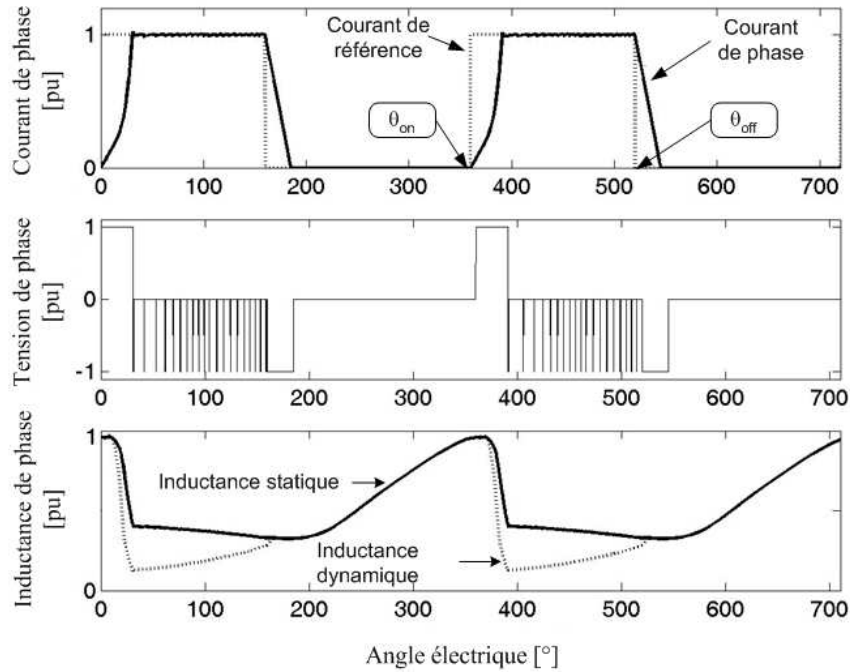 Courant de phase
[pu]
1
0
0 100 200 300 400 500 600 700
Courant de
référence
Courant
de phase
θon
θoff
Tension de phase
[pu]
1
0
-1
0 100 200 300 400 500 600 700
Inductance de phase
[pu]
1
0
0 100 200 300 400 500 600 700
Inductance statique
Inductance
dynamique
Angle électrique [°]